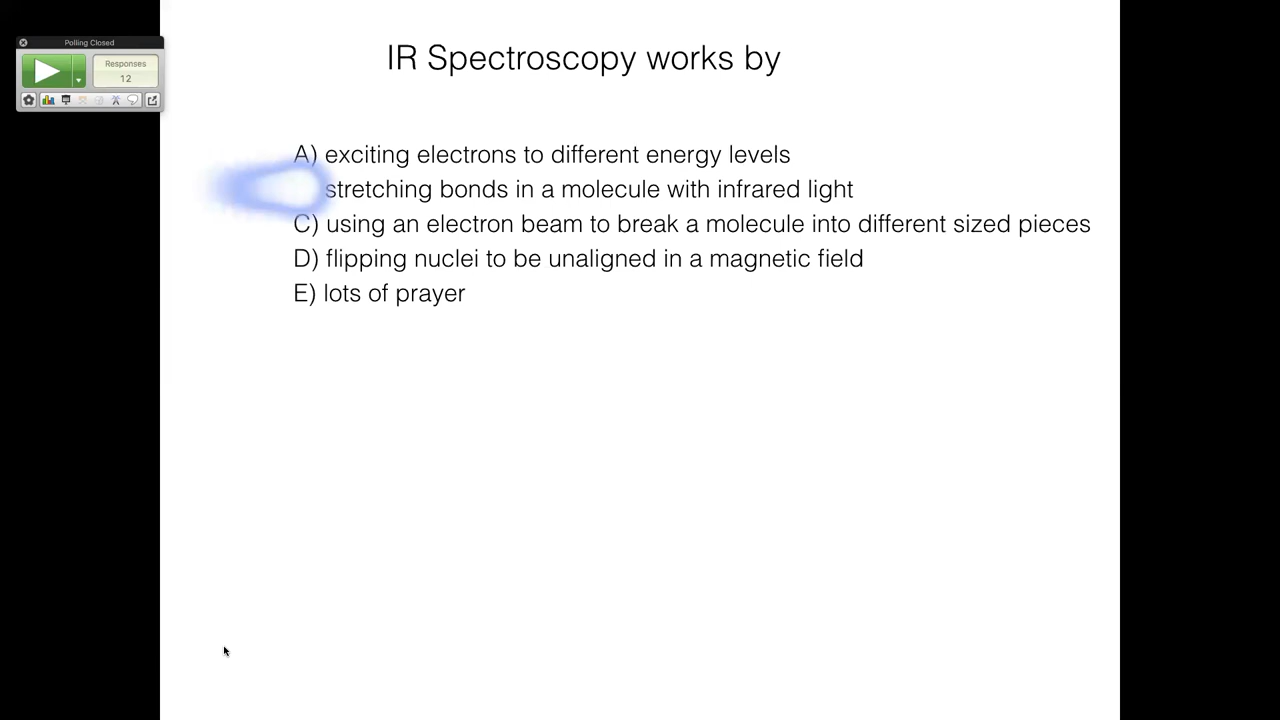 Polling Closed
Responses
12
IR Spectroscopy works by
A) exciting electrons to different energy levels
stretching bonds in a molecule with infrared light
C) using an electron beam to break a molecule into different sized pieces
D) flipping nuclei to be unaligned in a magnetic field
E) lots of prayer